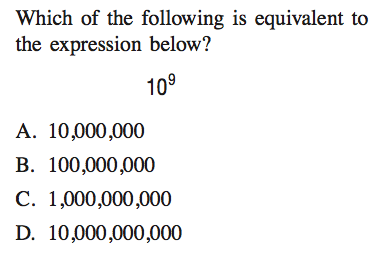 Which of the following is equivalent to
the expression below?
10⁹
A. 10,000,000
B. 100,000,000
C. 1,000,000,000
D. 10,000,000,000